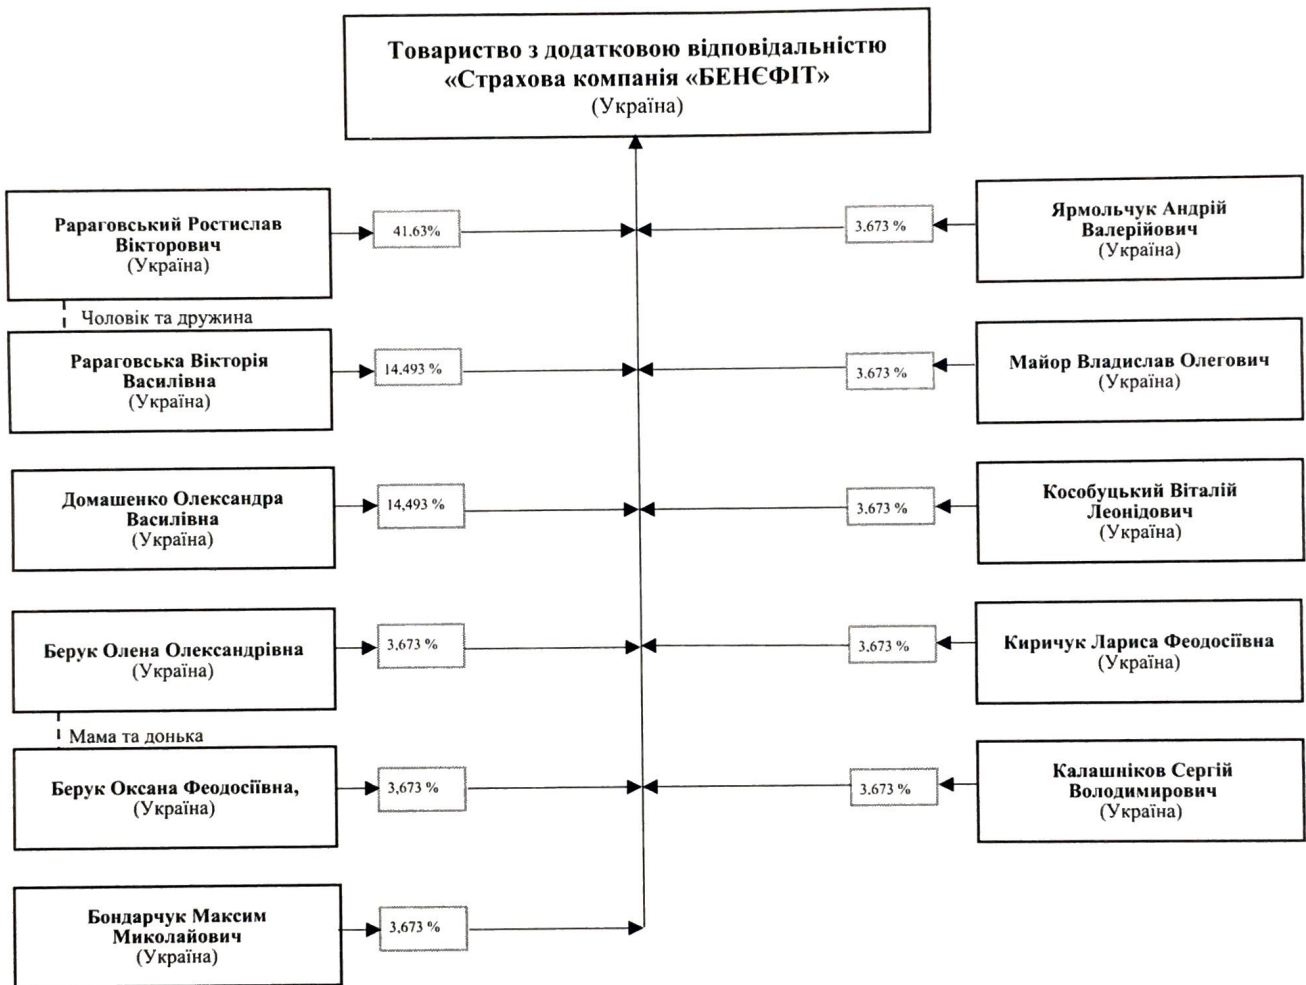 Товариство з додатковою відповідальністю
«Страхова компанія «БЕНЄФІТ»
(Україна)
Рараговський Ростислав
Вікторович
(Україна)
41.63%
3.673 %
Ярмольчук Андрій
Валерійович
(Україна)
Чоловік та дружина
Рараговська Вікторія
Василівна
(Україна)
14,493 %
3.673 %
Майор Владислав Олегович
(Україна)
Домашенко Олександра
Василівна
(Україна)
14,493 %
3.673 %
Кособуцький Віталій
Леонідович
(Україна)
Берук Олена Олександрівна
(Україна)
3,673 %
3.673 %
Киричук Лариса Феодосіївна
(Україна)
Мама та донька
Берук Оксана Феодосіївна,
(Україна)
3,673 %
3.673 %
Калашніков Сергій
Володимирович
(Україна)
Бондарчук Максим
Миколайович
(Україна)
3,673 %